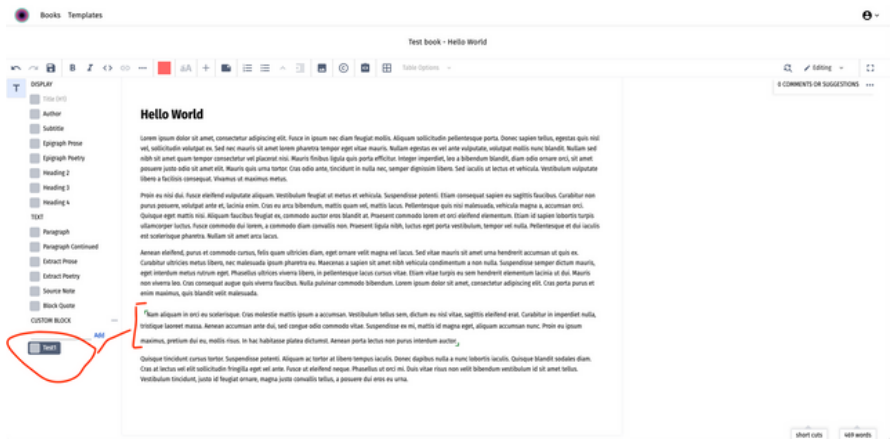 Books Templates
Test book - Hello World
Table Options
Editing
T
DISPLAY
0 COMMENTS OR SUGGESTIONS
Title (H1)
Author
Subtitle
Epigraph Prose
Epigraph Poetry
Heading 2
Heading 3
Heading 4
TEXT
Paragraph
Paragraph Continued
Extract Prose
Extract Poetry
Source Note
Block Quote
CUSTOM BLOCK
Add
Test1
Hello World
Lorem ipsum dolor sit amet, consectetur adipiscing elit. Fusce in ipsum nec diam feugiat mollis. Aliquam sollicitudin pellentesque porta. Donec sapien tellus, egestas quis nisl
vel, sollicitudin volutpat ex. Sed nec mauris sit amet lorem pharetra tempor eget vitae mauris. Nullam egestas ex vel ante vulputate, volutpat mollis nunc blandit. Nullam sed
nibh sit amet quam tempor consectetur vel placerat nisi. Mauris finibus ligula quis porta efficitur. Integer imperdiet, leo a bibendum blandit, diam odio ornare orci, sit amet
posuere justo odio sit amet elit. Mauris quis urna tortor. Cras odio ante, tincidunt in nulla nec, semper dignissim libero. Sed iaculis ut lectus et vehicula. Vestibulum vulputate
libero a facilisis consequat. Vivamus ut maximus metus.
Proin eu nisi dui. Fusce eleifend vulputate aliquam. Vestibulum feugiat ut metus et vehicula. Suspendisse potenti. Etiam consequat sapien eu sagittis faucibus. Curabitur non
purus posuere, volutpat ante et, lacinia enim. Cras eu arcu bibendum, mattis quam vel, mattis lacus. Pellentesque quis nisi malesuada, vehicula magna a, accumsan orci.
Quisque eget mattis nisi. Aliquam faucibus feugiat ex, commodo auctor eros blandit at. Praesent commodo lorem et orci eleifend elementum. Etiam id sapien lobortis turpis
ullamcorper luctus. Fusce commodo dui lorem, a commodo diam convallis non. Praesent ligula nibh, luctus eget porta vestibulum, tempor vel nulla. Pellentesque et dui iaculis
est scelerisque pharetra. Nullam sit amet arcu lacus.
Aenean eleifend, purus et commodo cursus, felis quam ultricies diam, eget ornare velit magna vel lacus. Sed vitae mauris sit amet urna hendrerit accumsan ut quis ex.
Curabitur ultricies metus libero, nec malesuada ipsum pharetra eu. Maecenas a sapien sit amet nibh vehicula condimentum a non nulla. Suspendisse semper dictum mauris,
eget interdum metus rutrum eget. Phasellus ultrices viverra libero, in pellentesque lacus cursus vitae. Etiam vitae turpis eu sem hendrerit elementum lacinia ut dui. Mauris
non viverra leo. Cras consequat augue quis viverra faucibus. Nulla pulvinar commodo bibendum. Lorem ipsum dolor sit amet, consectetur adipiscing elit. Cras porta purus et
enim maximus, quis blandit velit malesuada.
Nam aliquam in orci eu scelerisque. Cras molestie mattis ipsum a accumsan. Vestibulum tellus sem, dictum eu nisl vitae, sagittis eleifend erat. Curabitur in imperdiet nulla,
tristique laoreet massa. Aenean accumsan ante dui, sed congue odio commodo vitae. Suspendisse ex mi, mattis id magna eget, aliquam accumsan nunc. Proin eu ipsum
maximus, pretium dui eu, mollis risus. In hac habitasse platea dictumst. Aenean porta lectus non purus interdum auctor.
Quisque tincidunt cursus tortor. Suspendisse potenti. Aliquam ac tortor at libero tempus iaculis. Donec dapibus nulla a nunc lobortis iaculis. Quisque blandit sodales diam.
Cras at lectus vel elit sollicitudin fringilla eget vel ante. Fusce ut eleifend neque. Phasellus ut orci mi. Duis vitae risus non velit bibendum vestibulum id sit amet tellus.
Vestibulum tincidunt, justo id feugiat ornare, magna justo convallis tellus, a posuere dui eros eu urna.
short cuts
469 words